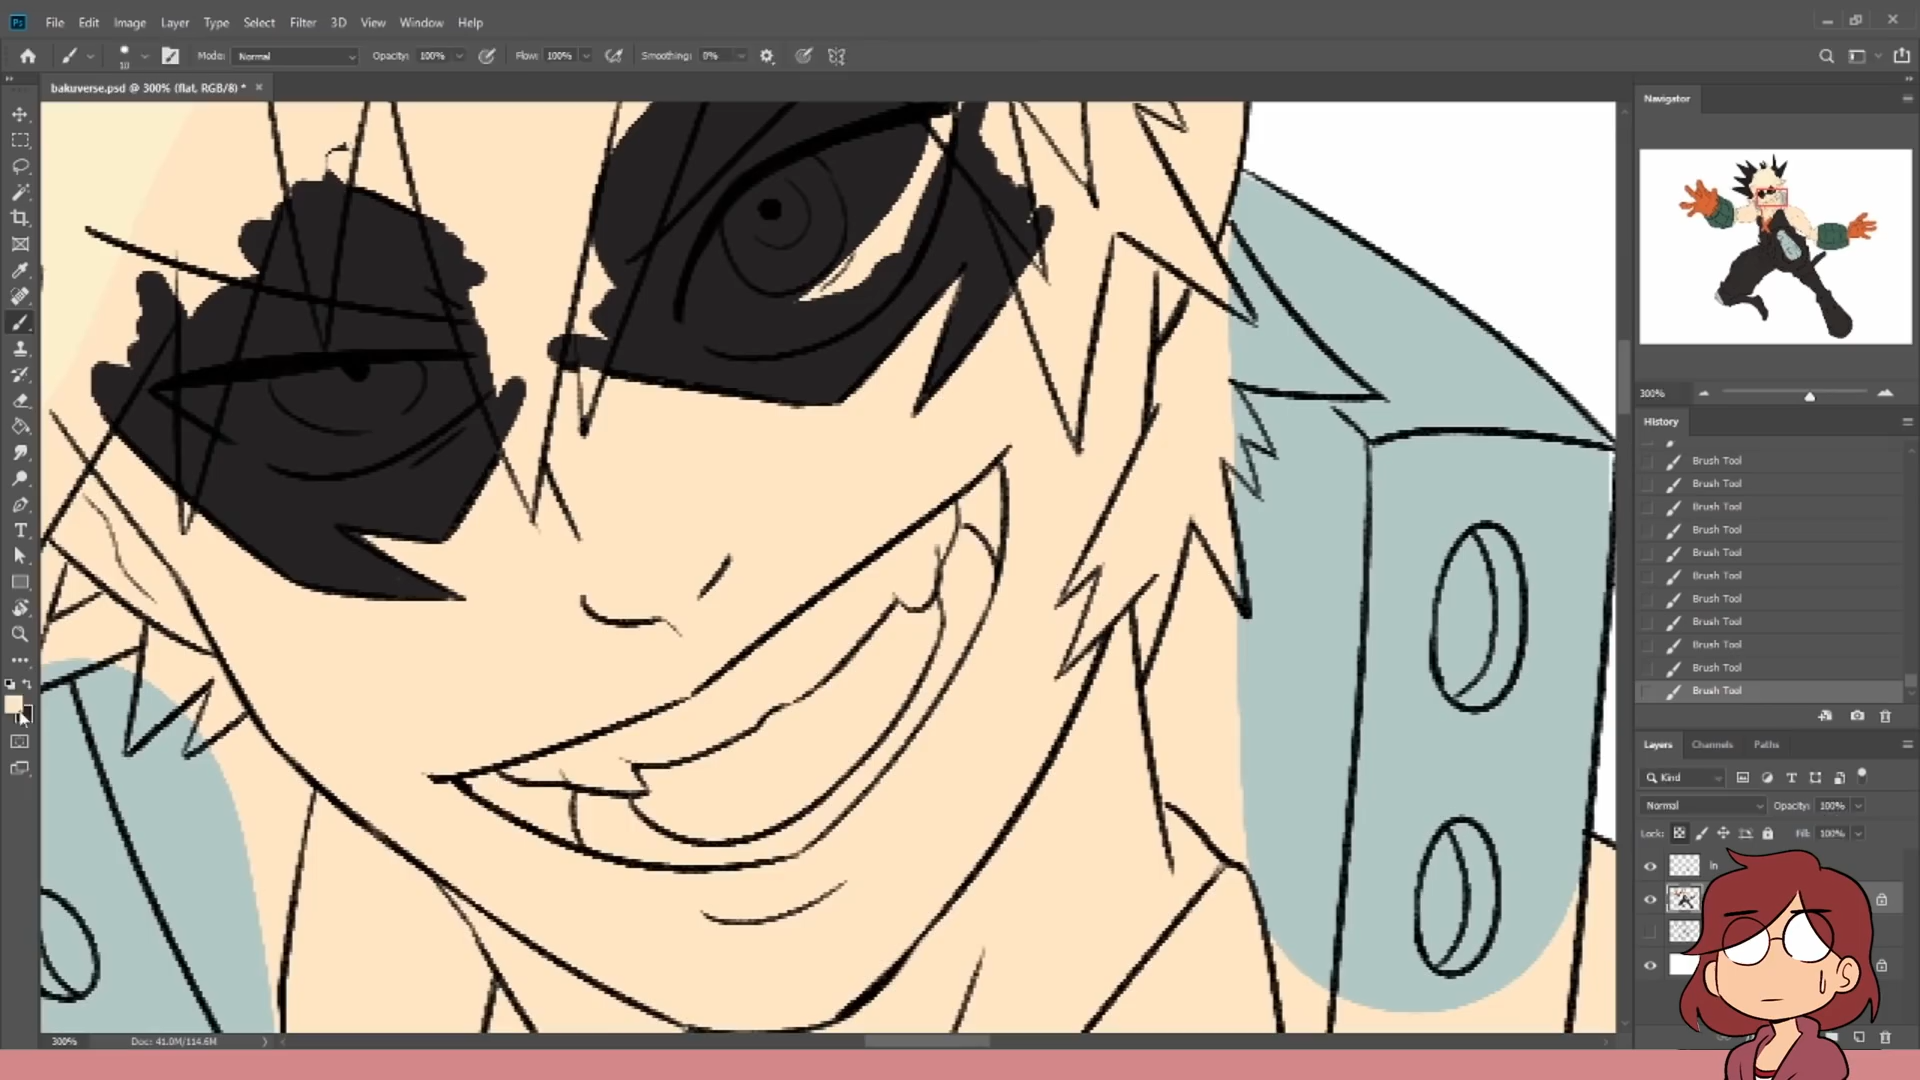 Ps File Edit Image Layer Type Select Filter 3D View Window Help
10 Mode: Normal Opacity: 100% Flow: 100% Smoothing: 0%
bakuverse.psd @ 300% (flat, RGB/8) *
Navigator
300%
History
Brush Tool
Brush Tool
Brush Tool
Brush Tool
Brush Tool
Brush Tool
Brush Tool
Brush Tool
Brush Tool
Brush Tool
Brush Tool
Layers Channels Paths
Kind
Normal Opacity: 100%
Lock: Fill: 100%
300% Doc: 41.0M/114.6M